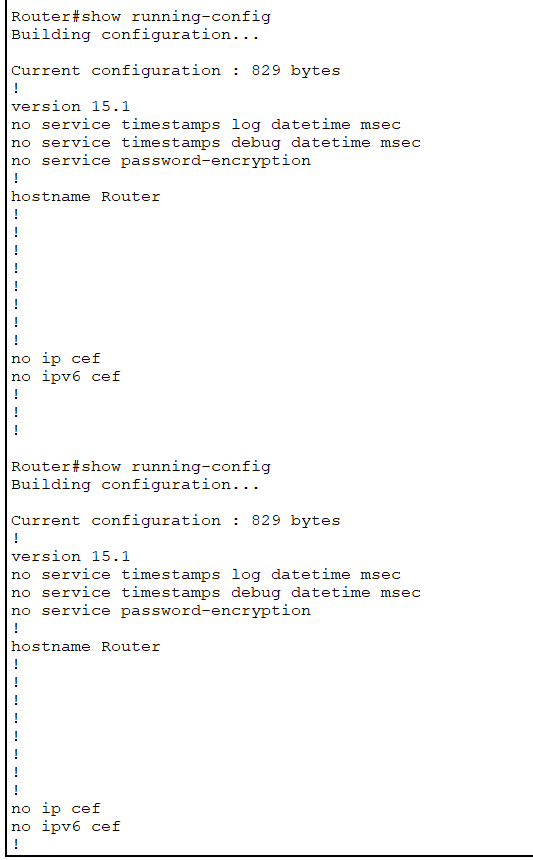 Router#show running-config
Building configuration...
Current configuration : 829 bytes
!
version 15.1
no service timestamps log datetime msec
no service timestamps debug datetime msec
no service password-encryption
!
hostname Router
!
!
!
!
!
!
!
!
no ip cef
no ipv6 cef
!
!
!
Router#show running-config
Building configuration...
Current configuration : 829 bytes
!
version 15.1
no service timestamps log datetime msec
no service timestamps debug datetime msec
no service password-encryption
!
hostname Router
!
!
!
!
!
!
!
!
no ip cef
no ipv6 cef
!